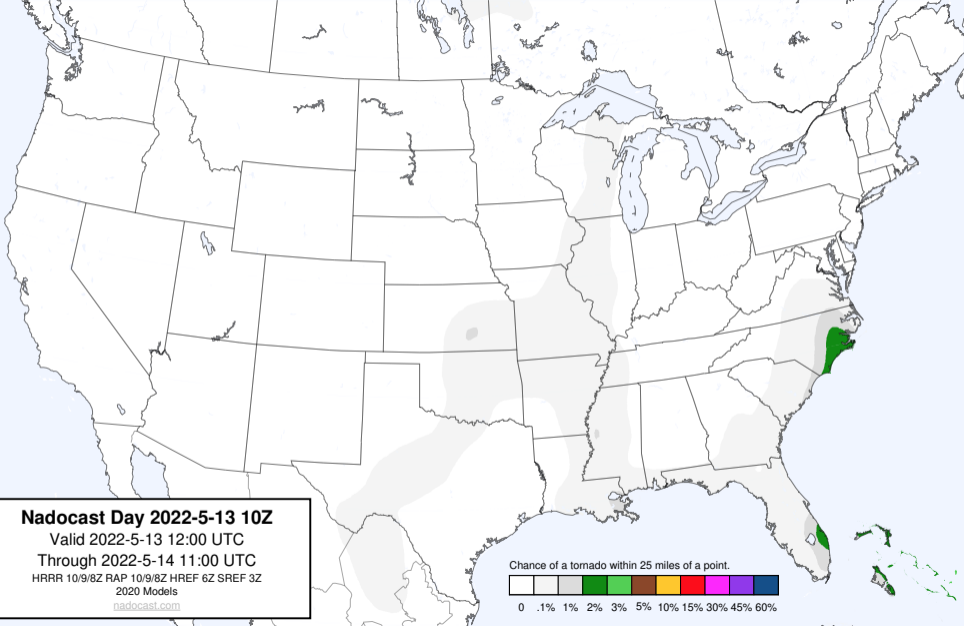 Nadocast Day 2022-5-13 10Z
Valid 2022-5-13 12:00 UTC
Through 2022-5-14 11:00 UTC
HRRR 10/9/8Z RAP 10/9/8Z HREF 6Z SREF 3Z
2020 Models
nadocast.com
Chance of a tornado within 25 miles of a point.
0 .1% 1% 2% 3% 5% 10% 15% 30% 45% 60%